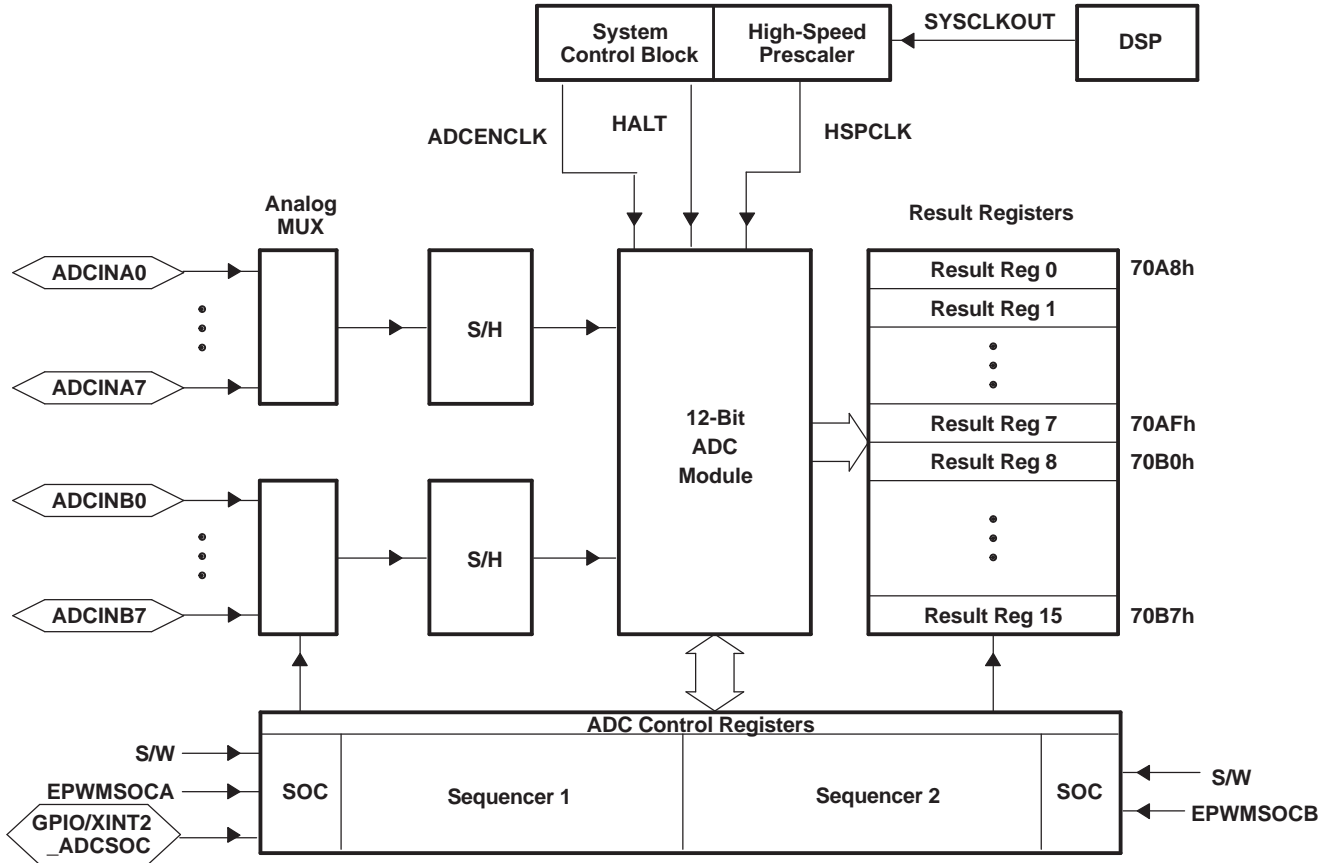 System
Control Block
High-Speed
Prescaler
SYSCLKOUT
DSP
ADCENCLK
HALT
HSPCLK
Analog
MUX
Result Registers
ADCINA0
ADCINA7
S/H
12-Bit
ADC
Module
Result Reg 0
70A8h
Result Reg 1
Result Reg 7
70AFh
Result Reg 8
70B0h
ADCINB0
ADCINB7
S/H
Result Reg 15
70B7h
ADC Control Registers
S/W
EPWMSOCA
GPIO/XINT2
_ADCSOC
SOC
Sequencer 1
Sequencer 2
SOC
S/W
EPWMSOCB